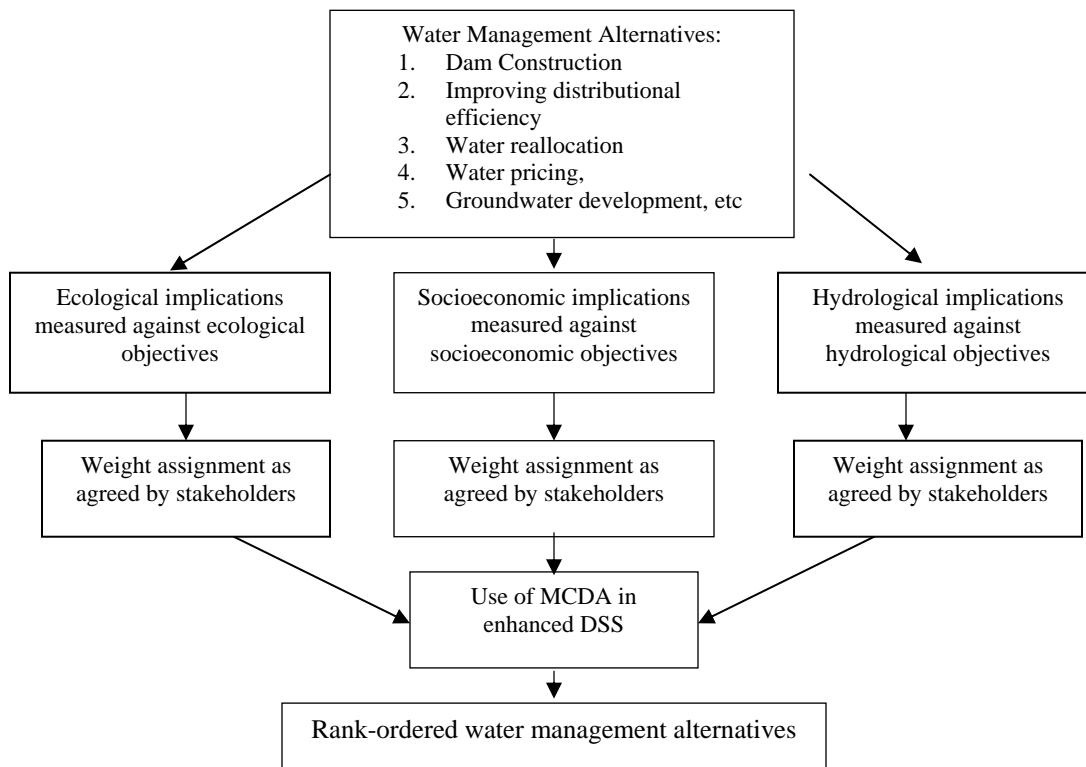 Water Management Alternatives:
1. Dam Construction
2. Improving distributional
efficiency
3. Water reallocation
4. Water pricing,
5. Groundwater development, etc
Ecological implications
measured against ecological
objectives
Socioeconomic implications
measured against
socioeconomic objectives
Hydrological implications
measured against
hydrological objectives
Weight assignment as
agreed by stakeholders
Weight assignment as
agreed by stakeholders
Weight assignment as
agreed by stakeholders
Use of MCDA in
enhanced DSS
Rank-ordered water management alternatives